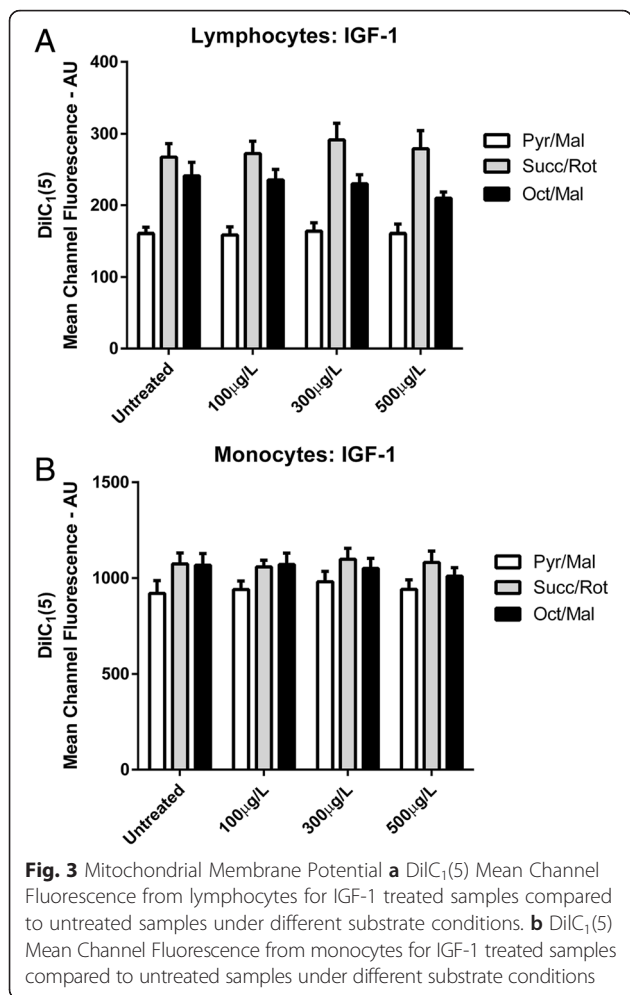 A
Lymphocytes: IGF-1
DilC₁(5)
Mean Channel Fluorescence - AU
400
300
200
100
0
Untreated
100µg/L
300µg/L
500µg/L
Pyr/Mal
Succ/Rot
Oct/Mal
B
Monocytes: IGF-1
DilC₁(5)
Mean Channel Fluorescence - AU
1500
1000
500
0
Untreated
100µg/L
300µg/L
500µg/L
Pyr/Mal
Succ/Rot
Oct/Mal
Fig. 3 Mitochondrial Membrane Potential a DilC₁(5) Mean Channel
Fluorescence from lymphocytes for IGF-1 treated samples compared
to untreated samples under different substrate conditions. b DilC₁(5)
Mean Channel Fluorescence from monocytes for IGF-1 treated samples
compared to untreated samples under different substrate conditions